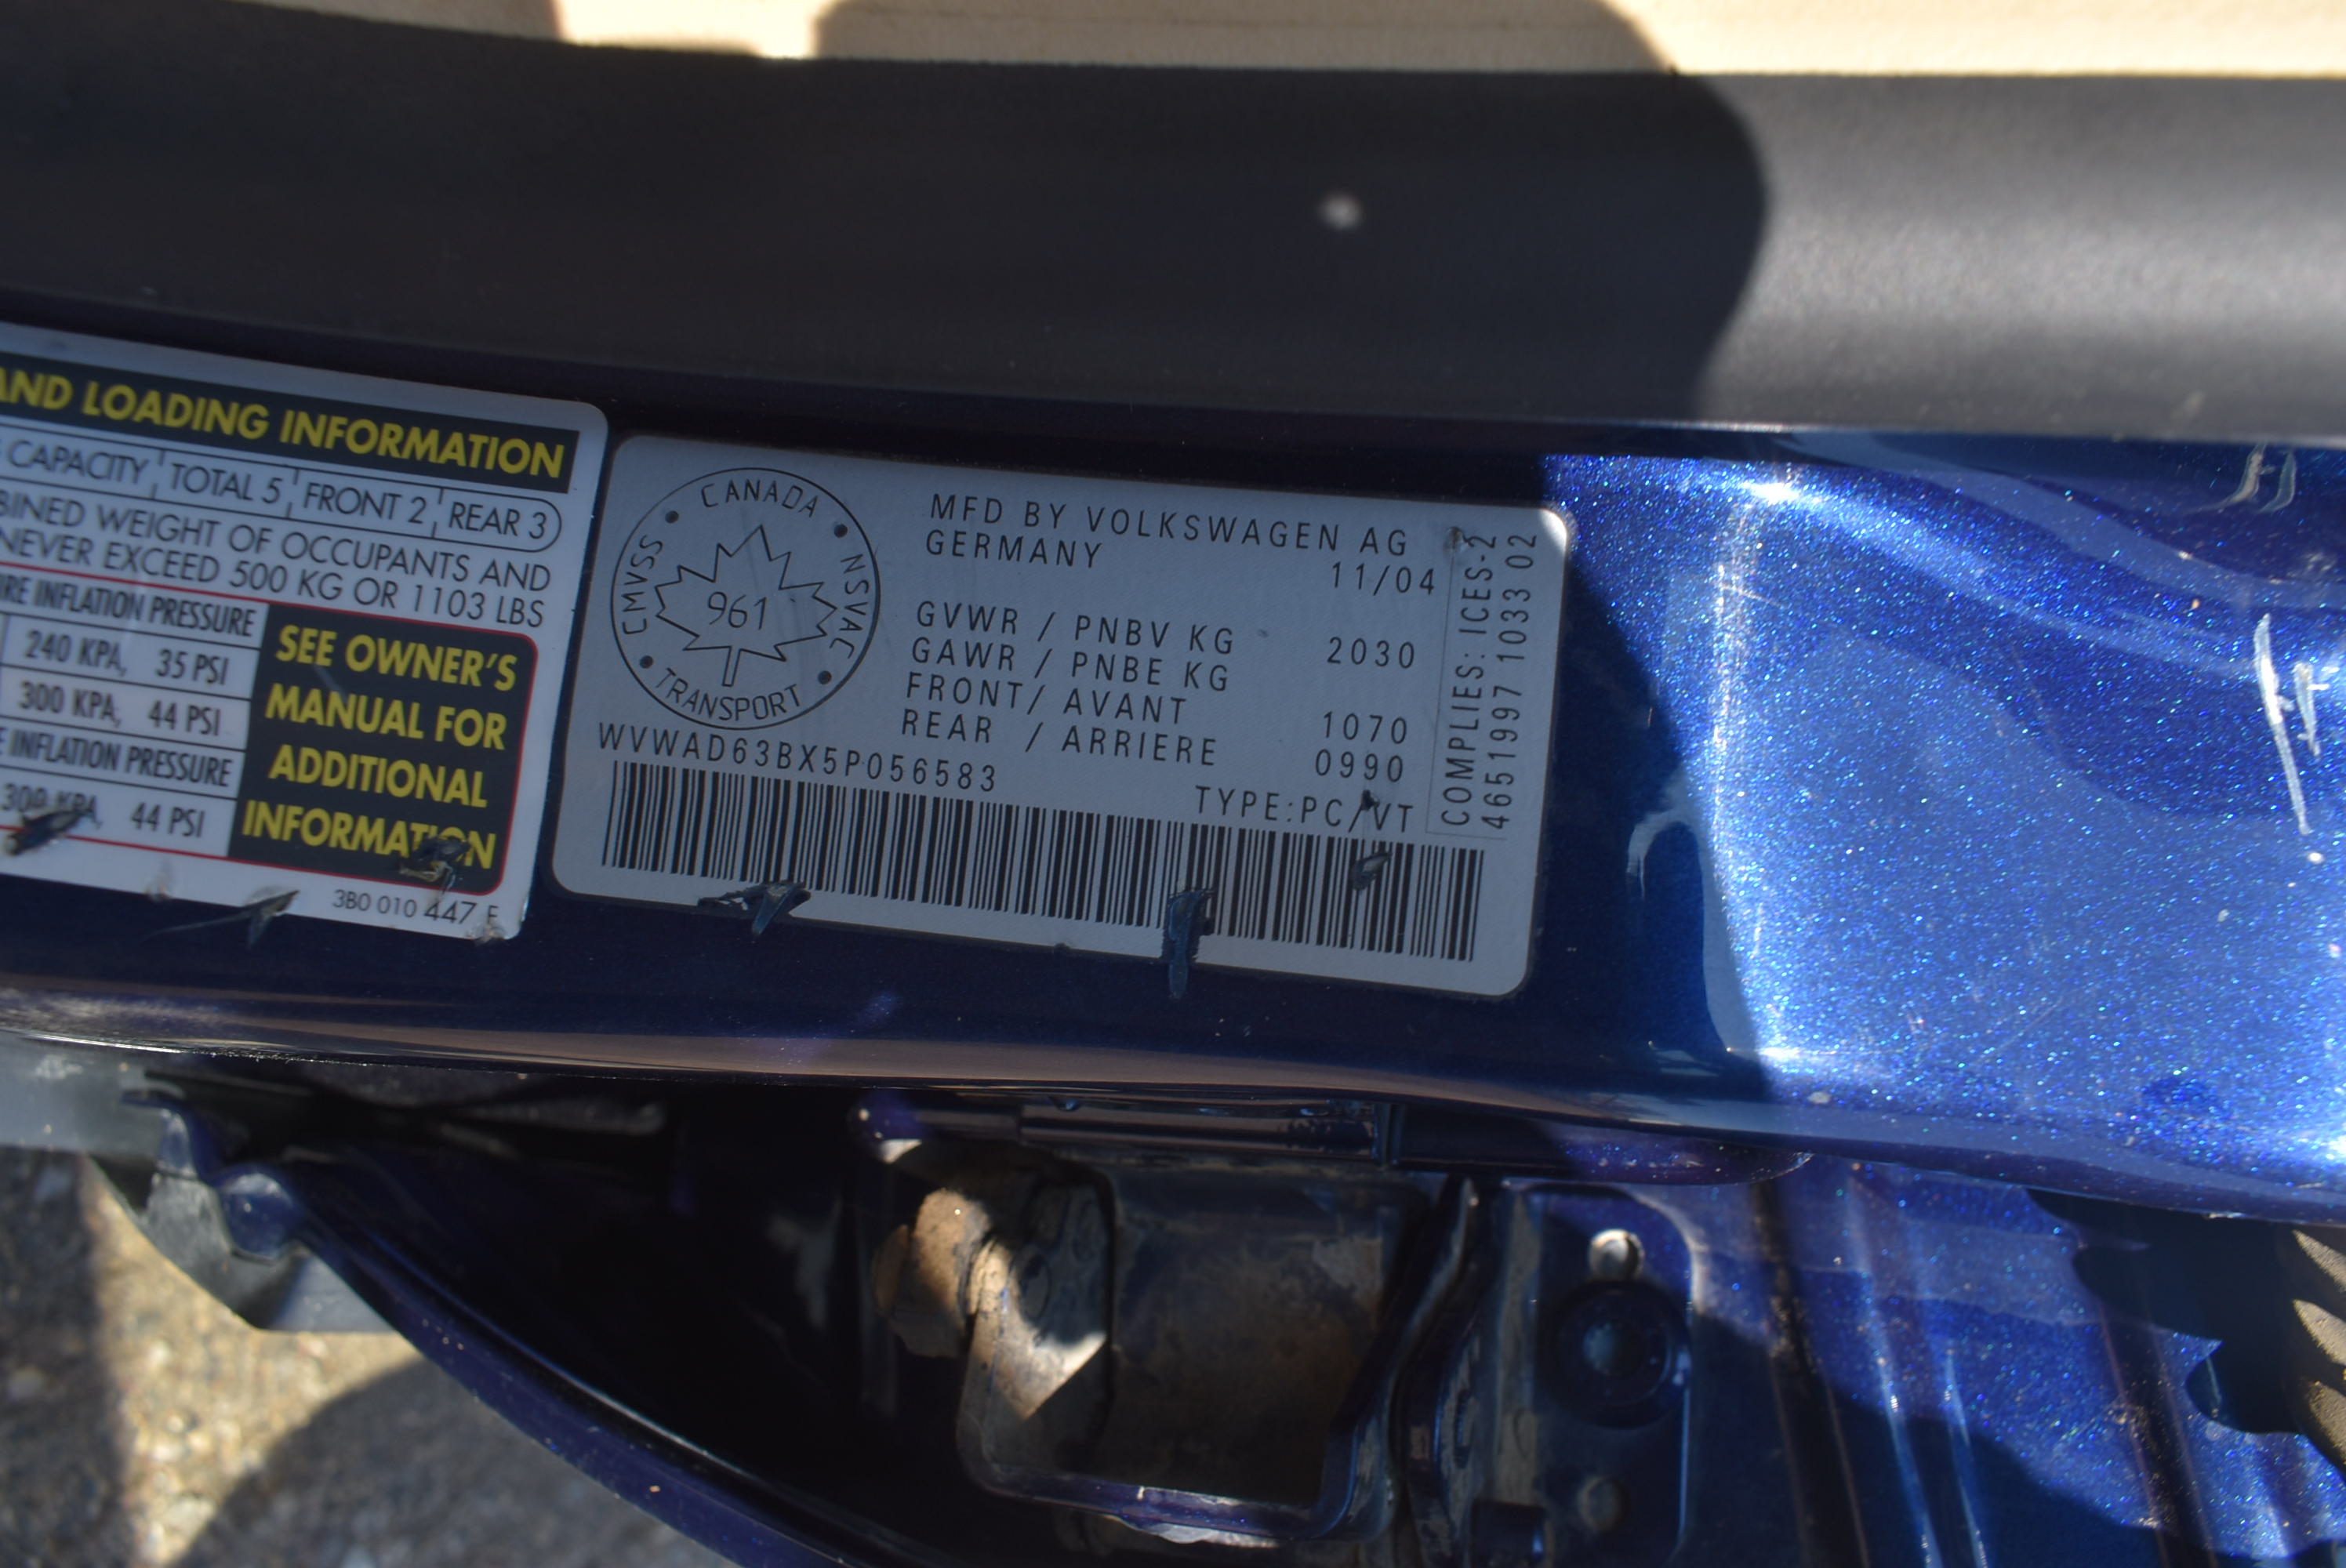 AND LOADING INFORMATION
CAPACITY TOTAL 5 FRONT 2 REAR 3
WEIGHT OF OCCUPANTS AND
NEVER EXCEED 500 KG OR 1103 LBS
INFLATION PRESSURE
240 KPA, 35 PSI
300 KPA, 44 PSI
INFLATION PRESSURE
300 KPA, 44 PSI
SEE OWNER'S
MANUAL FOR
ADDITIONAL
INFORMATION
3B0 010 447
CANADA
CMVSS
NSVAC
961
TRANSPORT
MFD BY VOLKSWAGEN AG
GERMANY
11/04
GVWR / PNBV KG 2030
GAWR / PNBE KG
FRONT/ AVANT 1070
REAR / ARRIERE 0990
WVWAD63BX5P056583
TYPE:PC/VT
COMPLIES: ICES-2
46519971033 02